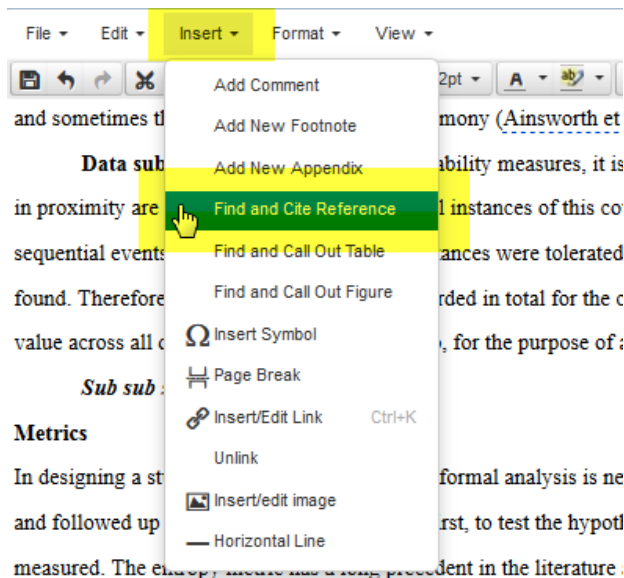 File Edit Insert Format View
2pt A ab
and sometimes mony (Ainsworth et
Data sub ability measures, it is
in proximity are instances of this
sequential events ances were tolerated
found. Therefore rded in total for the
value across all , for the purpose of
Sub sub
Metrics
In designing a formal analysis is
and followed up rst, to test the
measured. The entropy metric has a long precedent in the literature
Add Comment
Add New Footnote
Add New Appendix
Find and Cite Reference
Find and Call Out Table
Find and Call Out Figure
Ω Insert Symbol
Page Break
Insert/Edit Link Ctrl+K
Unlink
Insert/edit image
Horizontal Line